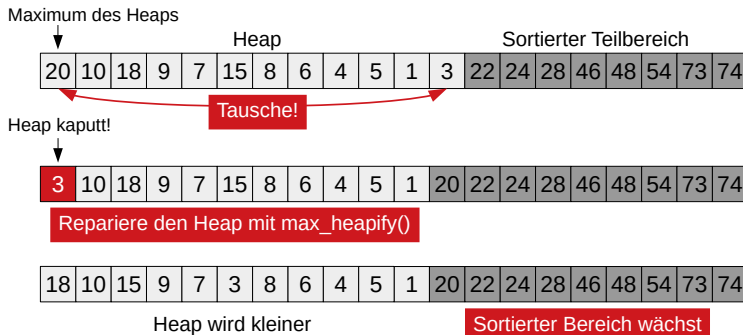 Maximum des Heaps
Heap Sortierter Teilbereich
20 10 18 9 7 15 8 6 4 5 1 3 22 24 28 46 48 54 73 74
Tausche!
Heap kaputt!
3 10 18 9 7 15 8 6 4 5 1 20 22 24 28 46 48 54 73 74
Repariere den Heap mit max_heapify()
18 10 15 9 7 3 8 6 4 5 1 20 22 24 28 46 48 54 73 74
Heap wird kleiner Sortierter Bereich wächst